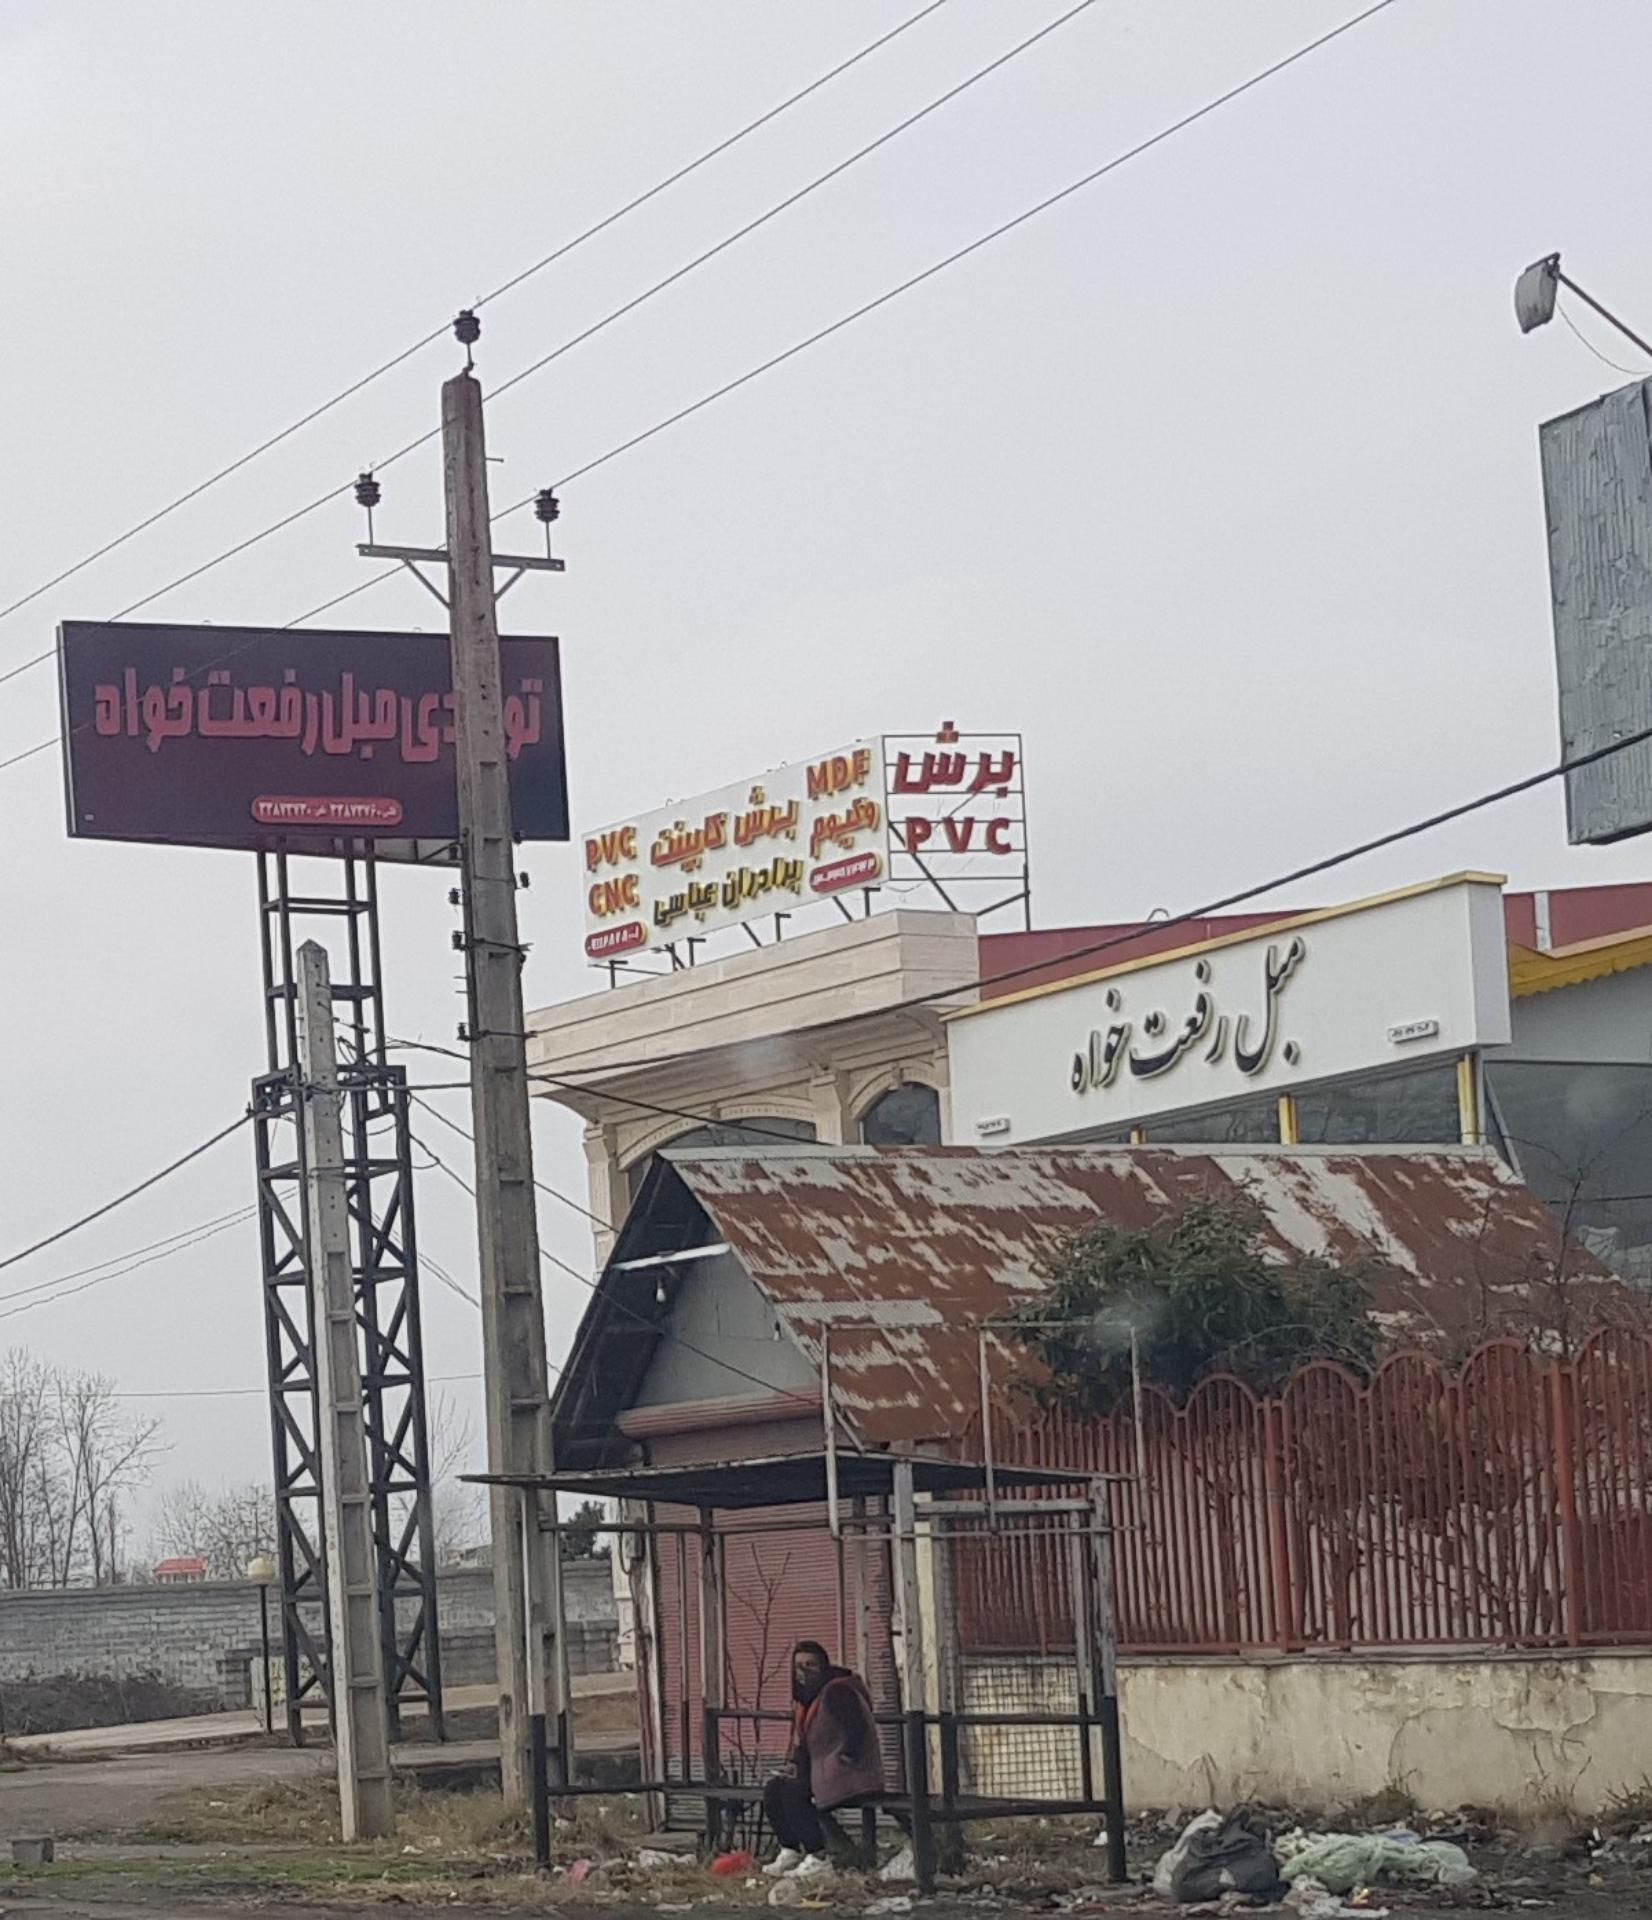 تولیدی مبل رفعت خواه
برش
PVC
MDF
وکیوم
برش کابینت
برادران عباسی
PVC
CNC
مبل رفعت خواه